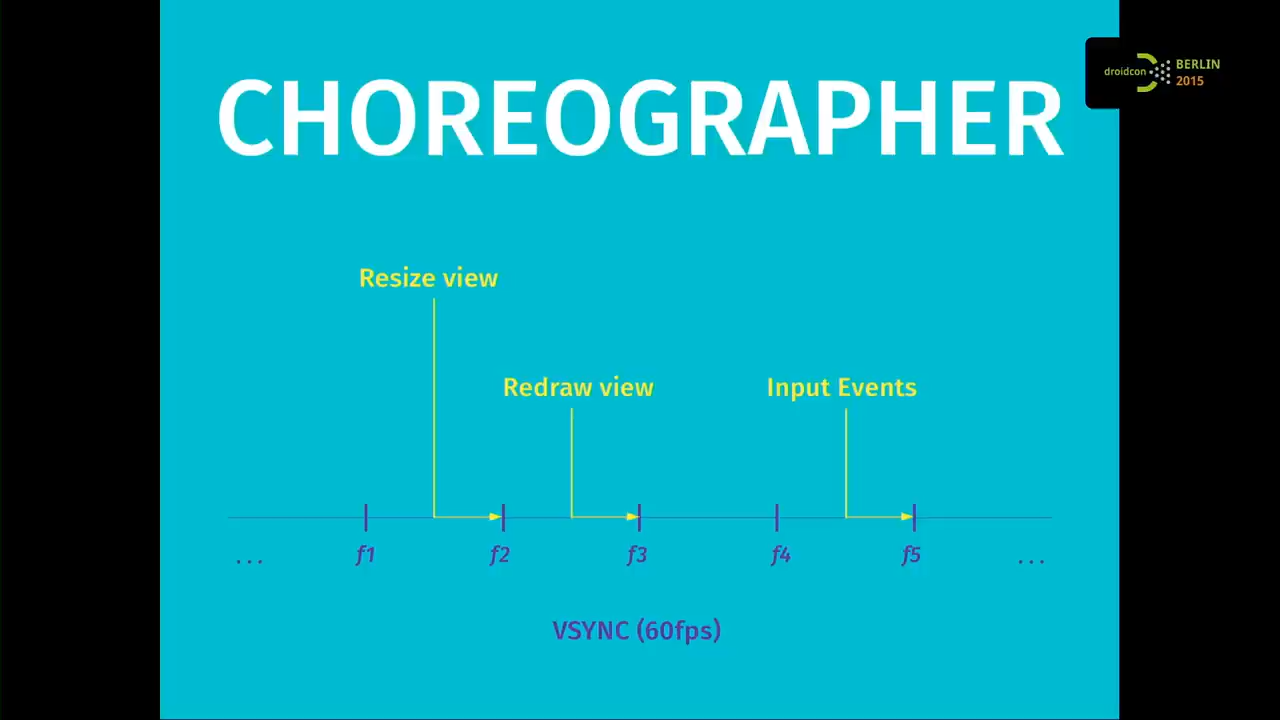 CHOREOGRAPHER
droidcon
BERLIN
2015
Resize view
Redraw view
Input Events
... f1 f2 f3 f4 f5 ...
VSYNC (60fps)